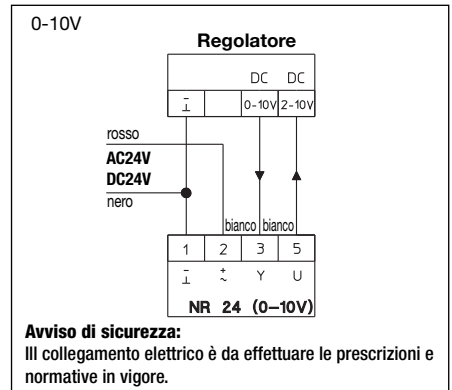 0-10V
Regolatore
DC DC
⊥ 0-10V 2-10V
rosso
AC24V
DC24V
nero
bianco bianco
1 2 3 5
- + 
⊥ ~ Y U
NR 24 (0–10V)
Avviso di sicurezza:
Ill collegamento elettrico è da effettuare le prescrizioni e
normative in vigore.